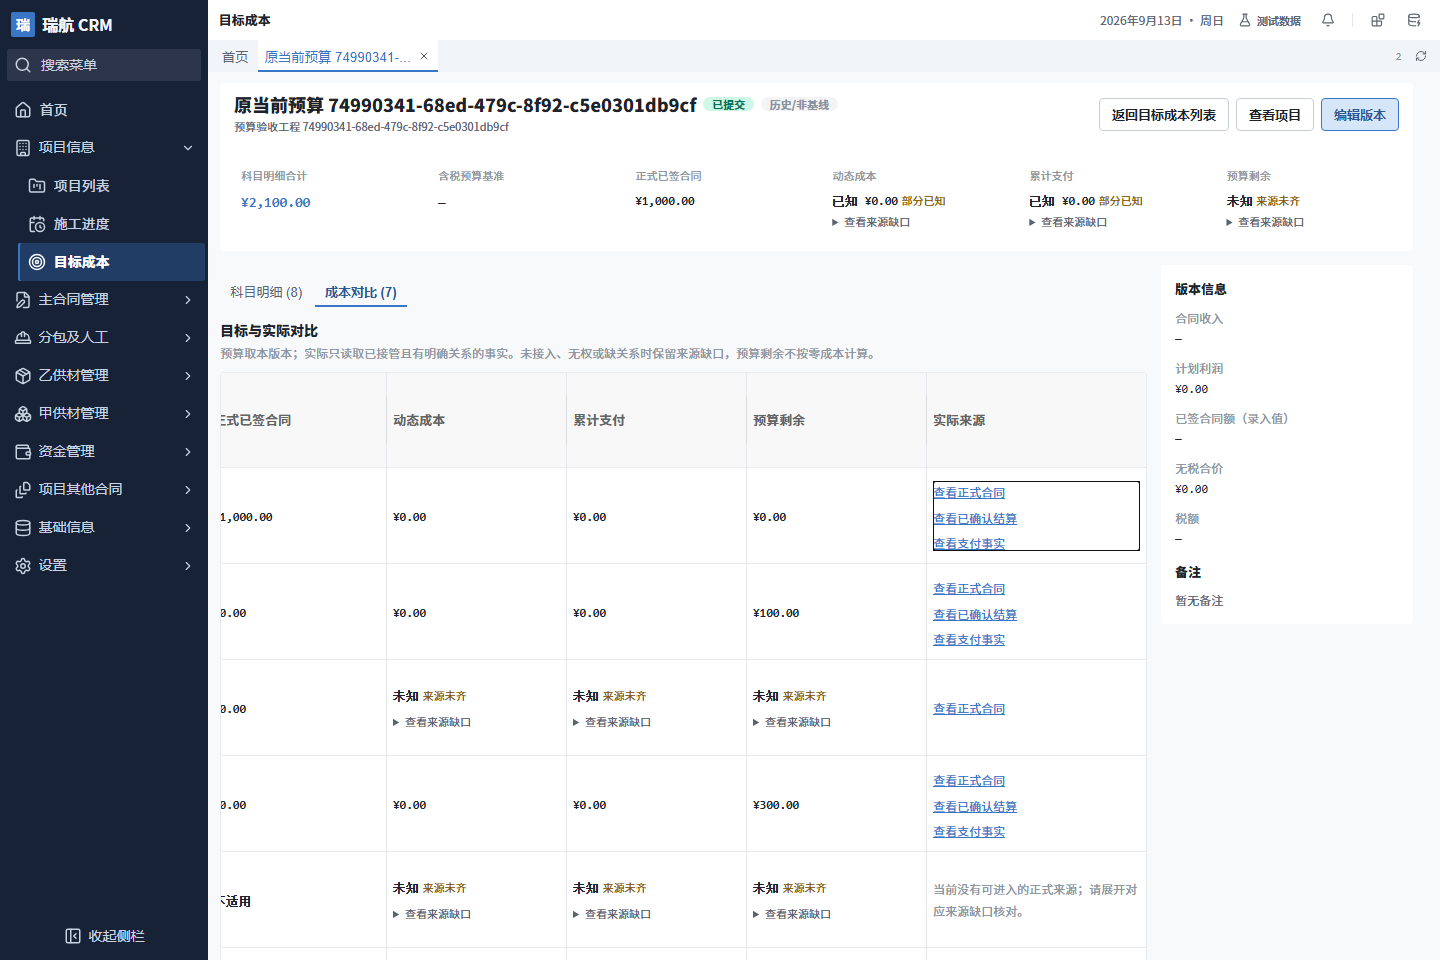 瑞 瑞航 CRM
搜索菜单
首页
项目信息
项目列表
施工进度
目标成本
主合同管理
分包及人工
乙供材管理
甲供材管理
资金管理
项目其他合同
基础信息
设置
收起侧栏
目标成本
2026年9月13日 • 周日 测试数据
首页 原当前预算 74990341-... 2
原当前预算 74990341-68ed-479c-8f92-c5e0301db9cf 已提交 历史/非基线
预算验收工程 74990341-68ed-479c-8f92-c5e0301db9cf
返回目标成本列表 查看项目 编辑版本
科目明细合计 含税预算基准 正式已签合同 动态成本 累计支付 预算剩余
¥2,100.00 — ¥1,000.00 已知 ¥0.00 部分已知 已知 ¥0.00 部分已知 未知 来源未齐
查看来源缺口 查看来源缺口 查看来源缺口
科目明细 (8) 成本对比 (7)
目标与实际对比
预算取本版本；实际只读取已接管且有明确关系的事实。未接入、无权或缺关系时保留来源缺口，预算剩余不按零成本计算。
正式已签合同 动态成本 累计支付 预算剩余 实际来源
1,000.00 ¥0.00 ¥0.00 ¥0.00 查看正式合同
查看已确认结算
查看支付事实
0.00 ¥0.00 ¥0.00 ¥100.00 查看正式合同
查看已确认结算
查看支付事实
0.00 未知 来源未齐 未知 来源未齐 未知 来源未齐 查看正式合同
查看来源缺口 查看来源缺口 查看来源缺口
0.00 ¥0.00 ¥0.00 ¥300.00 查看正式合同
查看已确认结算
查看支付事实
不适用 未知 来源未齐 未知 来源未齐 未知 来源未齐 当前没有可进入的正式来源；请展开对
查看来源缺口 查看来源缺口 查看来源缺口 应来源缺口核对。
版本信息
合同收入
—
计划利润
¥0.00
已签合同额（录入值）
—
无税合价
¥0.00
税额
—
备注
暂无备注